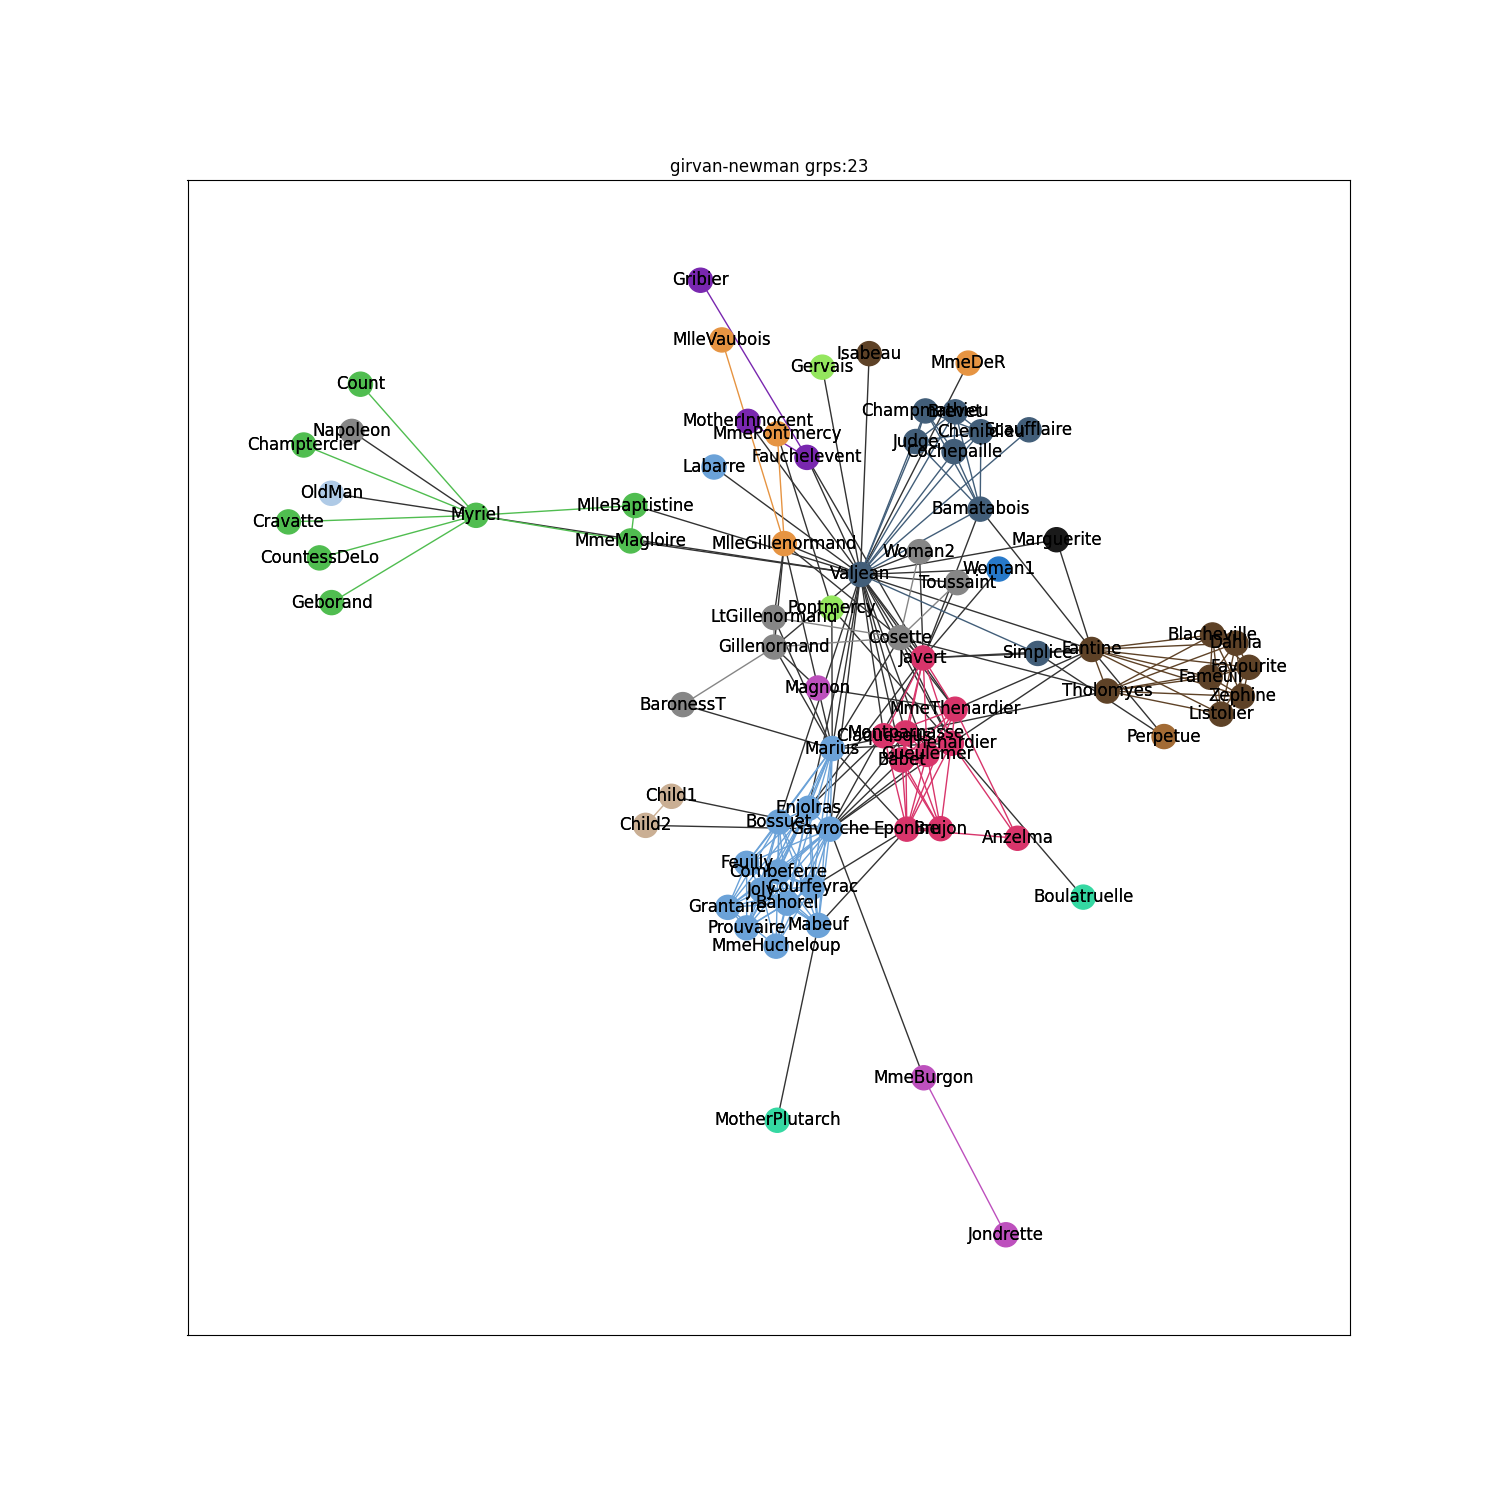 girvan-newman grps:23
Gribier
MlleVaubois
Isabeau
Gervais
MmeDeR
Count
Champmathieu
Brevet
MotherInnocent
Napoleon
Chenildieu
Scaufflaire
MmePontmercy
Champtercier
Judge
Cochepaille
Fauchelevent
Labarre
OldMan
MlleBaptistine
Bamatabois
Myriel
Cravatte
MmeMagloire
Marguerite
MlleGillenormand
Woman2
CountessDeLo
Woman1
Valjean
Toussaint
Geborand
Pontmercy
LtGillenormand
Blacheville
Cosette
Dahlia
Gillenormand
Fantine
Simplice
Javert
Favourite
Fameuil
Magnon
Tholomyes
Zephine
BaronessT
MmeThenardier
Listolier
Montparnasse
Claquesous
Perpetue
Thenardier
Marius
Gueulemer
Babet
Child1
Enjolras
Bossuet
Child2
Gavroche
Eponine
Brujon
Anzelma
Feuilly
Combeferre
Joly
Courfeyrac
Boulatruelle
Bahorel
Grantaire
Mabeuf
Prouvaire
MmeHucheloup
MmeBurgon
MotherPlutarch
Jondrette